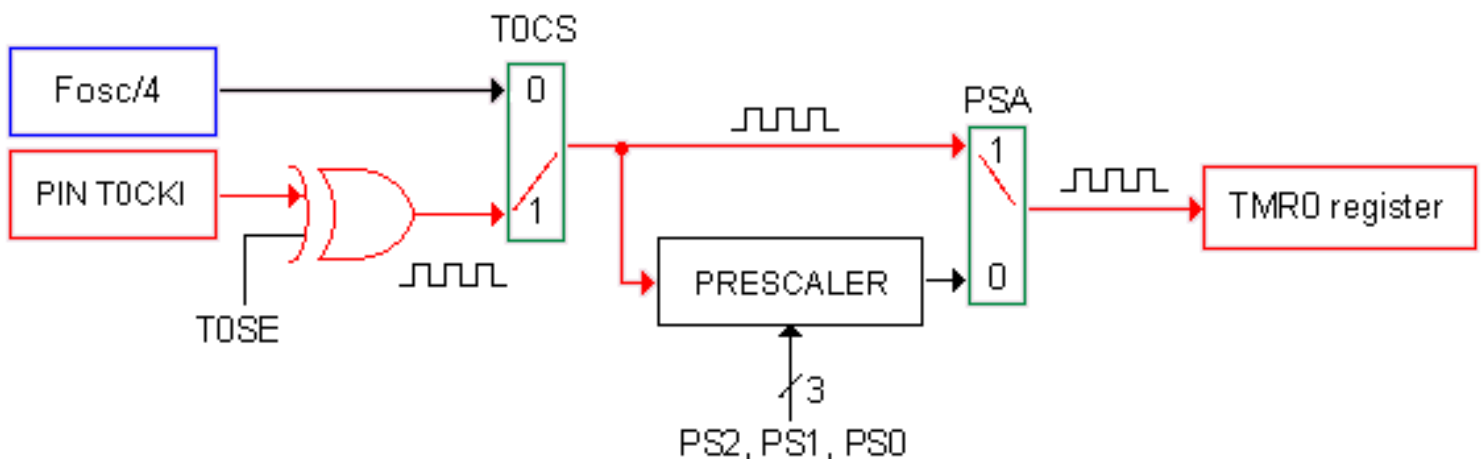 T0CS
Fosc/4
0
PSA
1
PIN T0CKI
1
TMR0 register
PRESCALER
0
T0SE
3
PS2, PS1, PS0